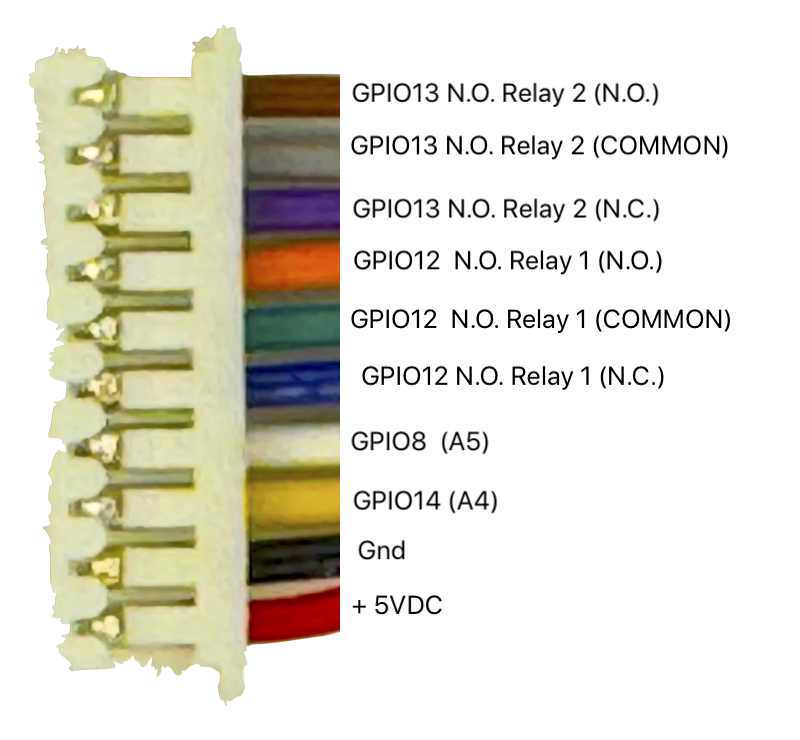 GPIO13 N.O. Relay 2 (N.O.)
GPIO13 N.O. Relay 2 (COMMON)
GPIO13 N.O. Relay 2 (N.C.)
GPIO12  N.O. Relay 1 (N.O.)
GPIO12  N.O. Relay 1 (COMMON)
GPIO12 N.O. Relay 1 (N.C.)
GPIO8  (A5)
GPIO14 (A4)
Gnd
+ 5VDC